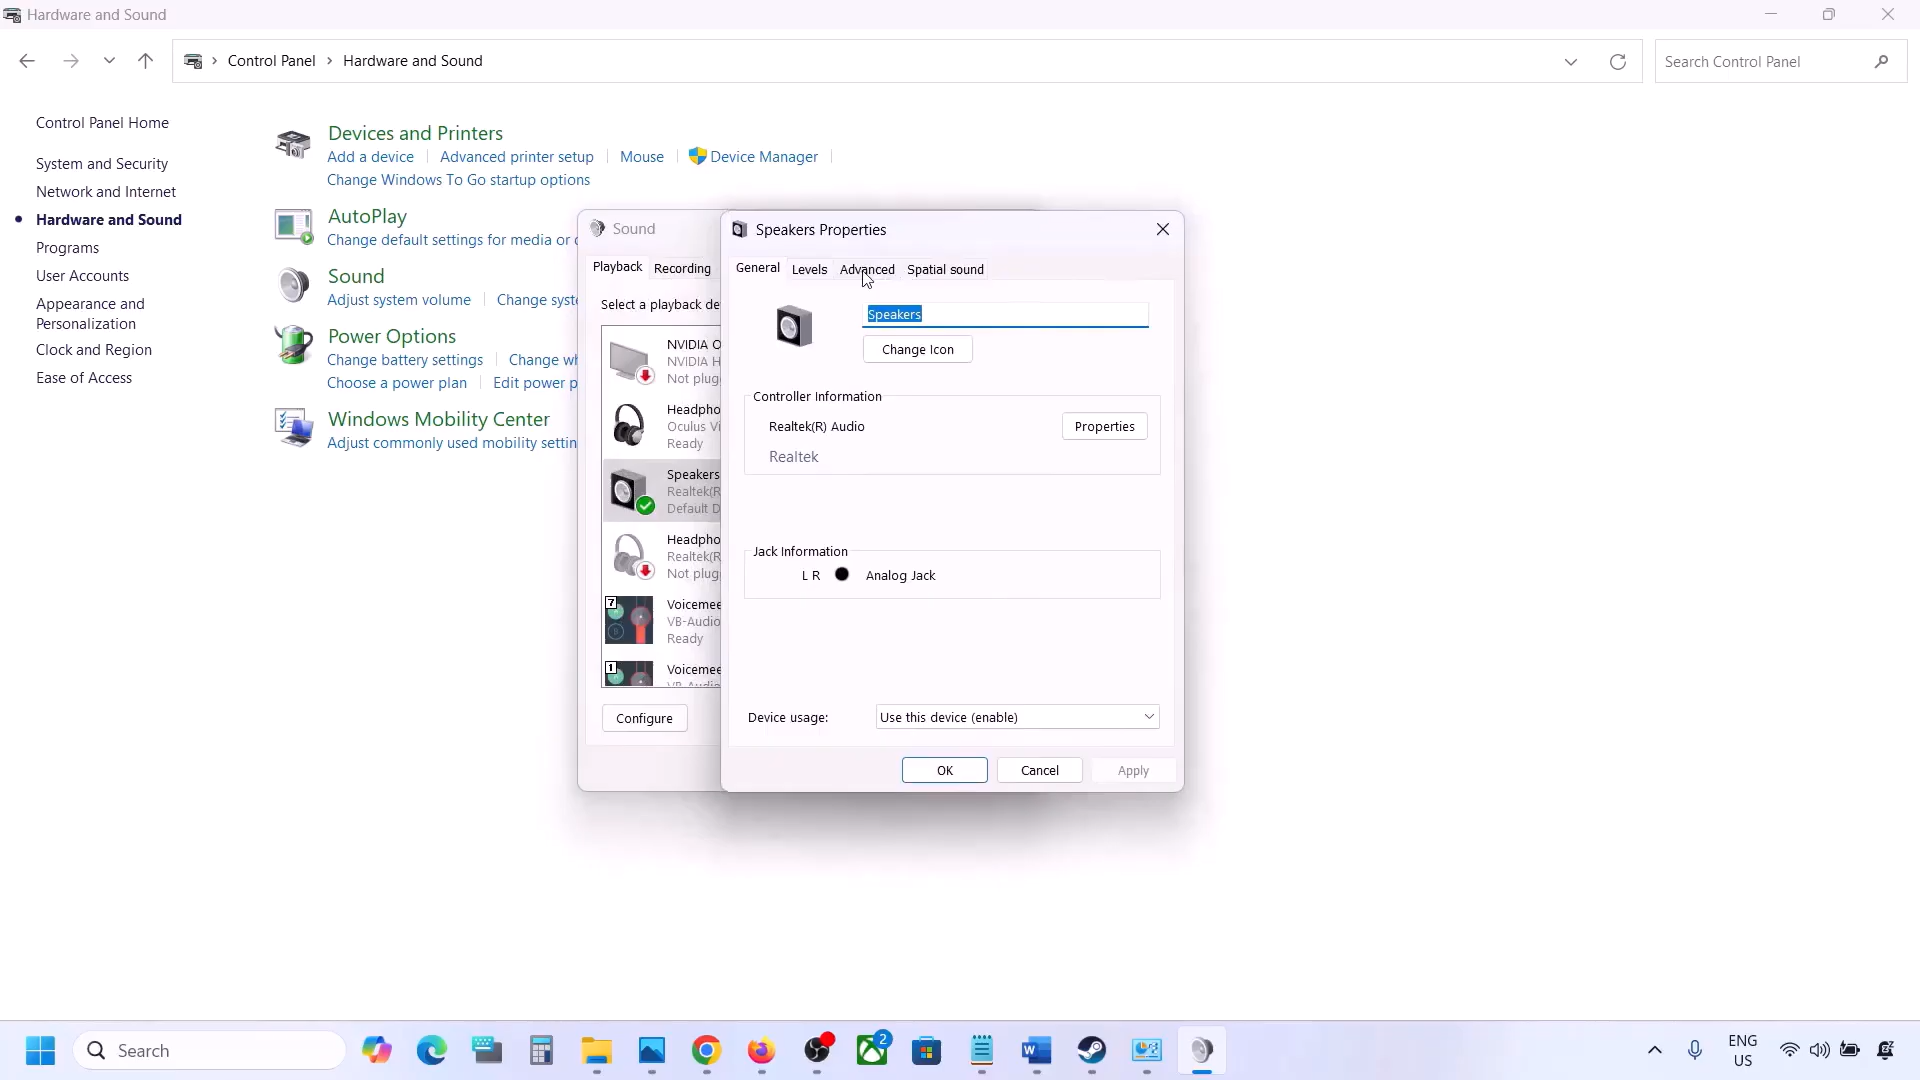 Hardware and Sound
Control Panel > Hardware and Sound
Search Control Panel
Control Panel Home
System and Security
Network and Internet
Hardware and Sound
Programs
User Accounts
Appearance and
Personalization
Clock and Region
Ease of Access
Devices and Printers
Add a device
Advanced printer setup
Mouse
Device Manager
Change Windows To Go startup options
AutoPlay
Change default settings for media or
Sound
Adjust system volume
Change syste
Power Options
Change battery settings
Change wh
Choose a power plan
Edit power p
Windows Mobility Center
Adjust commonly used mobility settin
Sound
Playback
Recording
Select a playback de
NVIDIA O
NVIDIA H
Not plug
Headpho
Oculus Vi
Ready
Speakers
Realtek(R
Default D
Headpho
Realtek(R
Not plug
7
Voicemee
VB-Audio
Ready
1
Voicemee
VB-Audio
Configure
Speakers Properties
General
Levels
Advanced
Spatial sound
Speakers
Change Icon
Controller Information
Realtek(R) Audio
Properties
Realtek
Jack Information
L R
Analog Jack
Device usage:
Use this device (enable)
OK
Cancel
Apply
Search
2
ENG
US